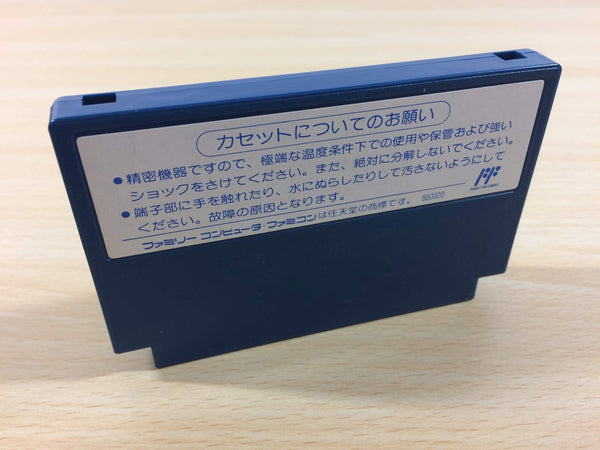 カセットについてのお願い
●精密機器ですので、極端な温度条件下での使用や保管および強い
ショックをさけてください。また、絶対に分解しないでください。
●端子部に手を触れたり、水にぬらしたりして汚さないようにして
ください。故障の原因となります。
ファミリーコンピュータ・ファミコンは任天堂の商標です。 880920